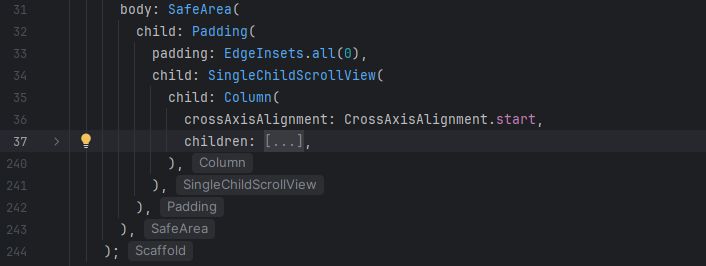 31 body: SafeArea(
32 child: Padding(
33 padding: EdgeInsets.all(0),
34 child: SingleChildScrollView(
35 child: Column(
36 crossAxisAlignment: CrossAxisAlignment.start,
37 children: [...],
240 ), Column
241 ), SingleChildScrollView
242 ), Padding
243 ), SafeArea
244 ); Scaffold